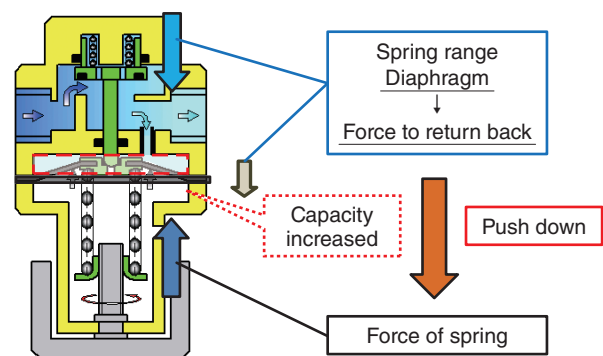 Spring range
Diaphragm
Force to return back
Capacity
increased
Push down
Force of spring